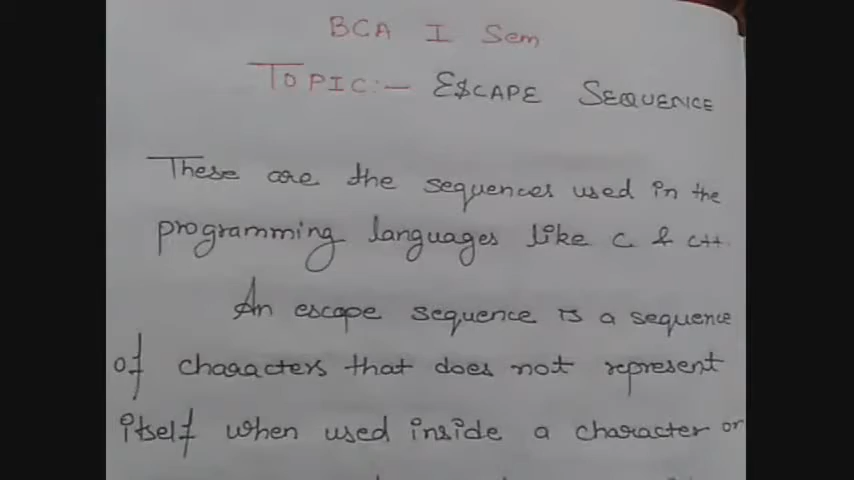 BCA I Sem
TOPIC:- ESCAPE SEQUENCE
These are the sequences used in the
programming languages like C & C++.
An escape sequence is a sequence
of characters that does not represent
itself when used inside a character or